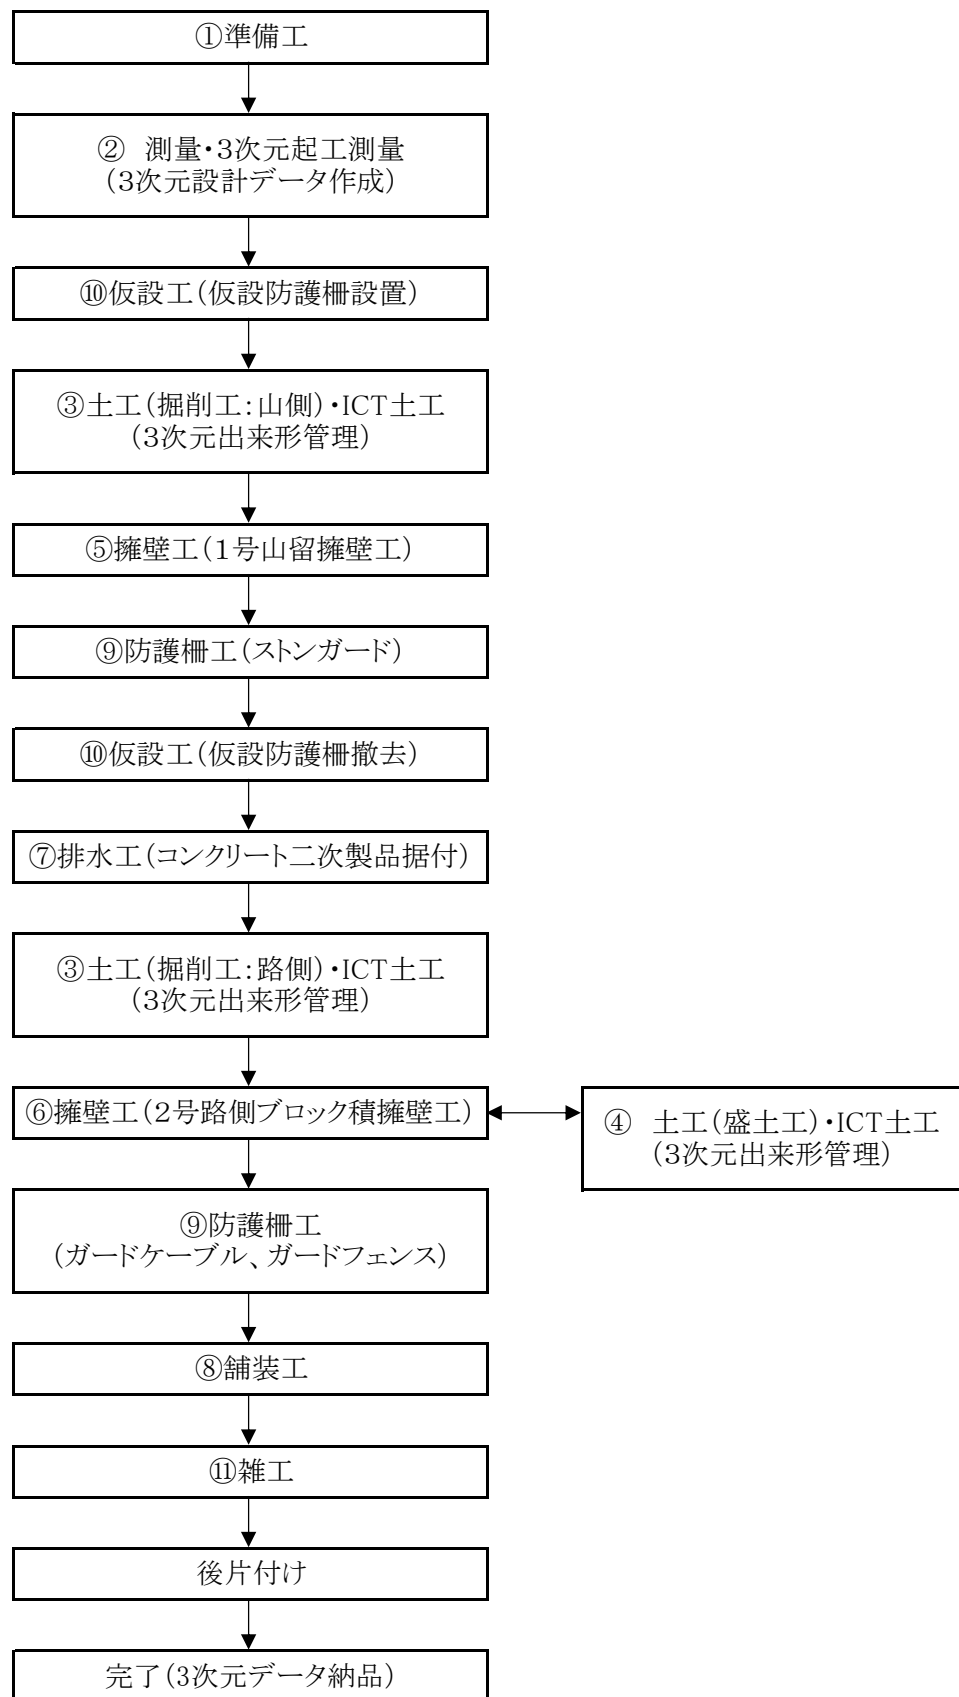 ①準備工
② 測量・3次元起工測量
（3次元設計データ作成）
⑩仮設工（仮設防護柵設置）
③土工（掘削工：山側）・ICT土工
（3次元出来形管理）
⑤擁壁工（1号山留擁壁工）
⑨防護柵工（ストンガード）
⑩仮設工（仮設防護柵撤去）
⑦排水工（コンクリート二次製品据付）
③土工（掘削工：路側）・ICT土工
（3次元出来形管理）
⑥擁壁工（2号路側ブロック積擁壁工）
④ 土工（盛土工）・ICT土工
（3次元出来形管理）
⑨防護柵工
（ガードケーブル、ガードフェンス）
⑧舗装工
⑪雑工
後片付け
完了（3次元データ納品）